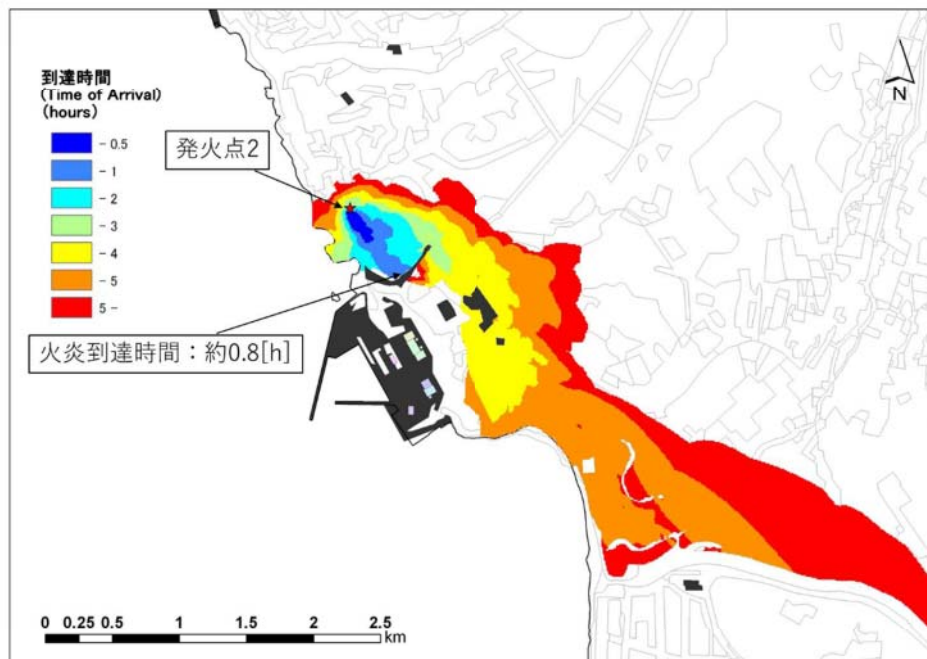 到達時間
(Time of Arrival)
(hours)
- 0.5
- 1
- 2
- 3
- 4
- 5
5 -
発火点2
火炎到達時間：約0.8[h]
N
0 0.25 0.5 1 1.5 2 2.5
km